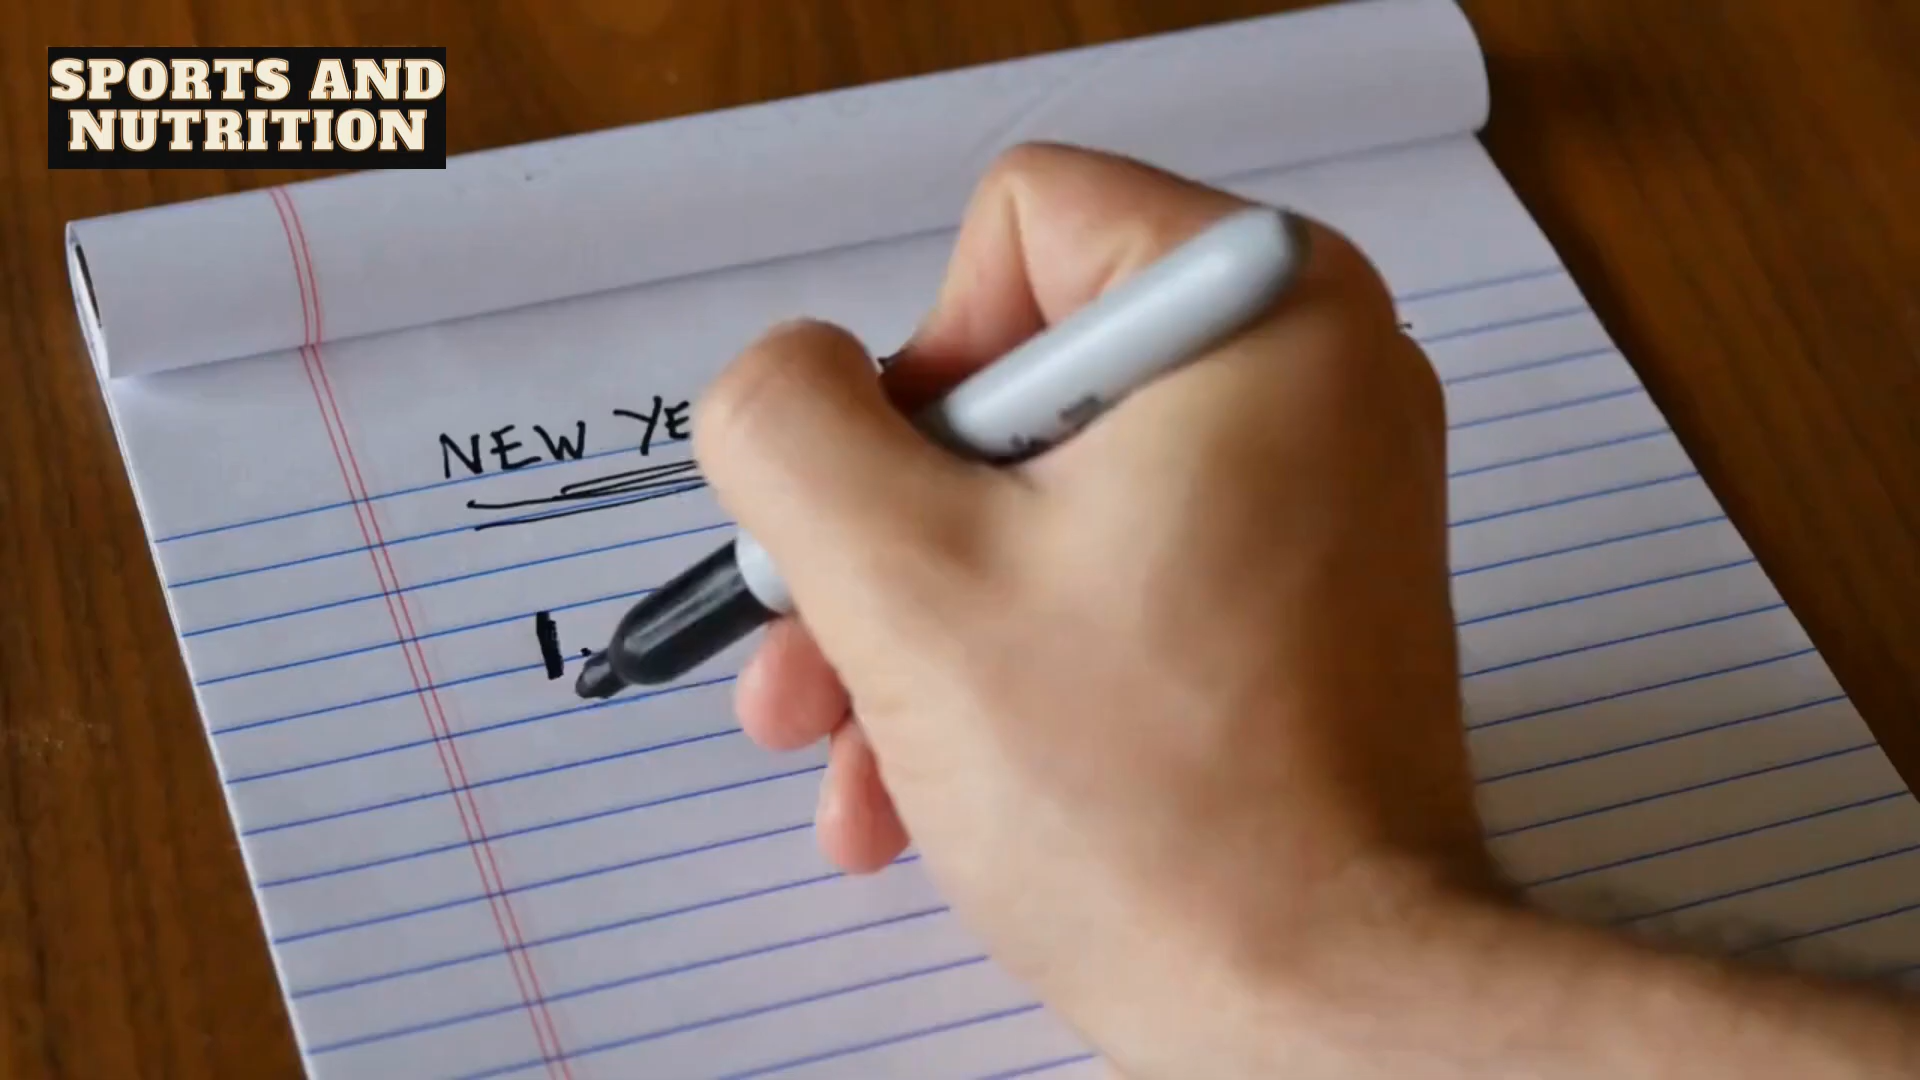 SPORTS AND
NUTRITION
NEW YE
1.